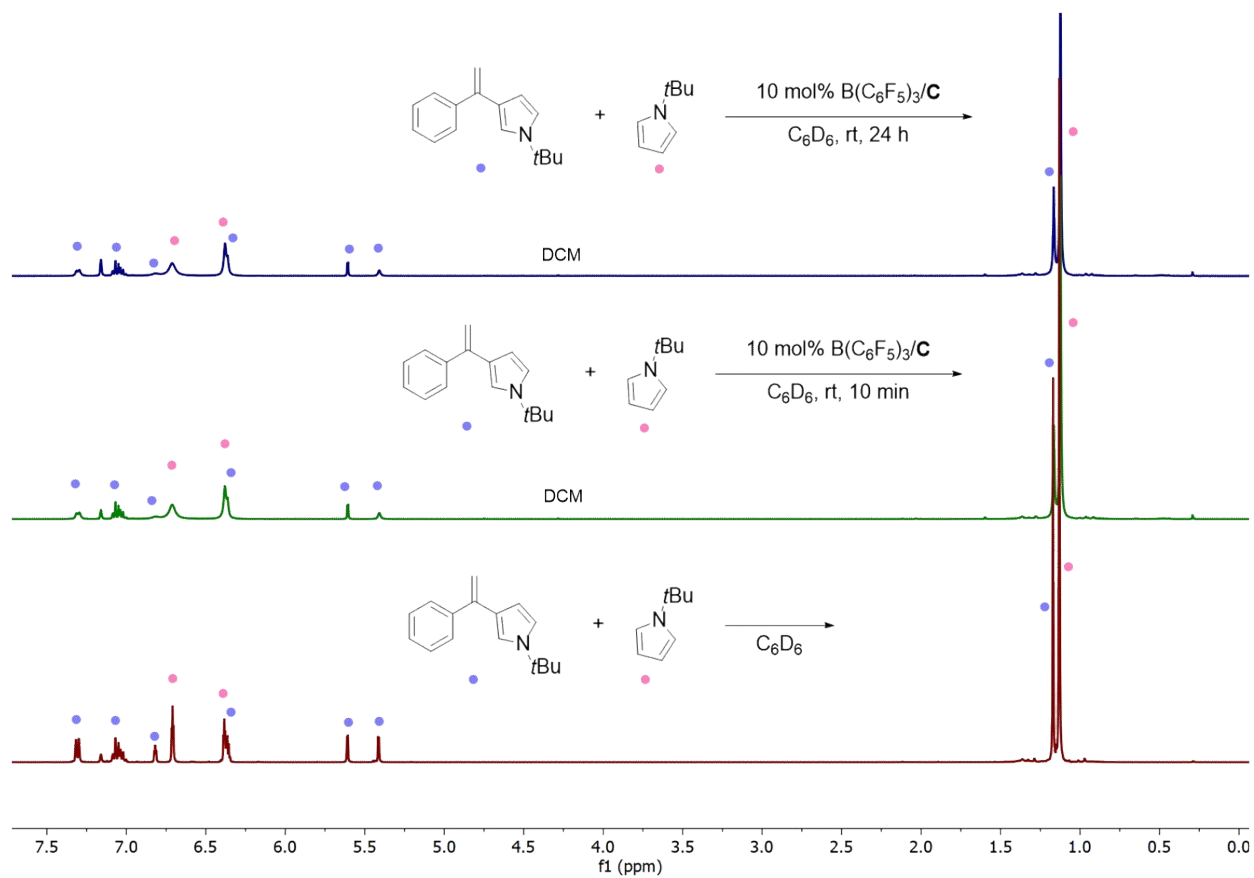 tBu
N
10 mol% B(C6F5)3/C
+
N
C6D6, rt, 24 h
tBu
DCM
tBu
N
10 mol% B(C6F5)3/C
+
N
C6D6, rt, 10 min
tBu
DCM
tBu
N
+
N
C6D6
tBu
7.5 7.0 6.5 6.0 5.5 5.0 4.5 4.0 3.5 3.0 2.5 2.0 1.5 1.0 0.5 0.0
f1 (ppm)